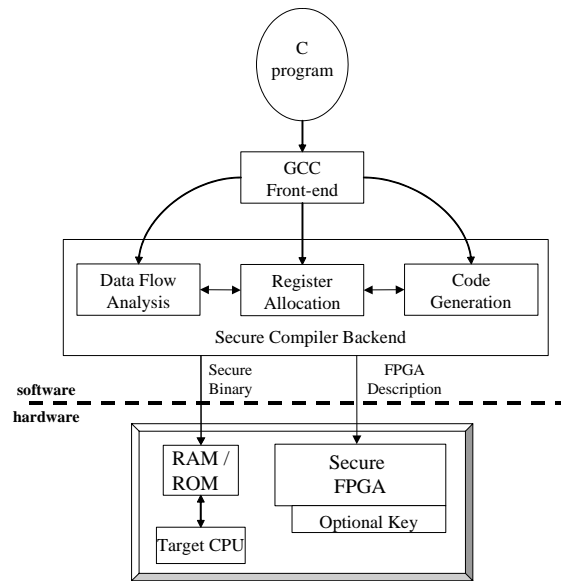 C
program
GCC
Front-end
Data Flow
Analysis
Register
Allocation
Code
Generation
Secure Compiler Backend
Secure
Binary
FPGA
Description
software
hardware
RAM /
ROM
Target CPU
Secure
FPGA
Optional Key